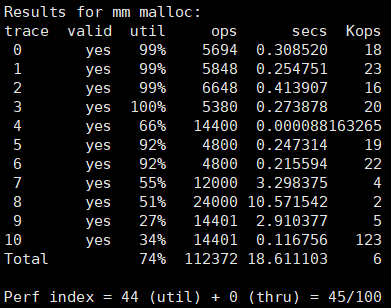 Results for mm malloc:
trace valid util ops secs Kops
0 yes 99% 5694 0.308520 18
1 yes 99% 5848 0.254751 23
2 yes 99% 6648 0.413907 16
3 yes 100% 5380 0.273878 20
4 yes 66% 14400 0.000088163265
5 yes 92% 4800 0.247314 19
6 yes 92% 4800 0.215594 22
7 yes 55% 12000 3.298375 4
8 yes 51% 24000 10.571542 2
9 yes 27% 14401 2.910377 5
10 yes 34% 14401 0.116756 123
Total 74% 112372 18.611103 6
Perf index = 44 (util) + 0 (thru) = 45/100